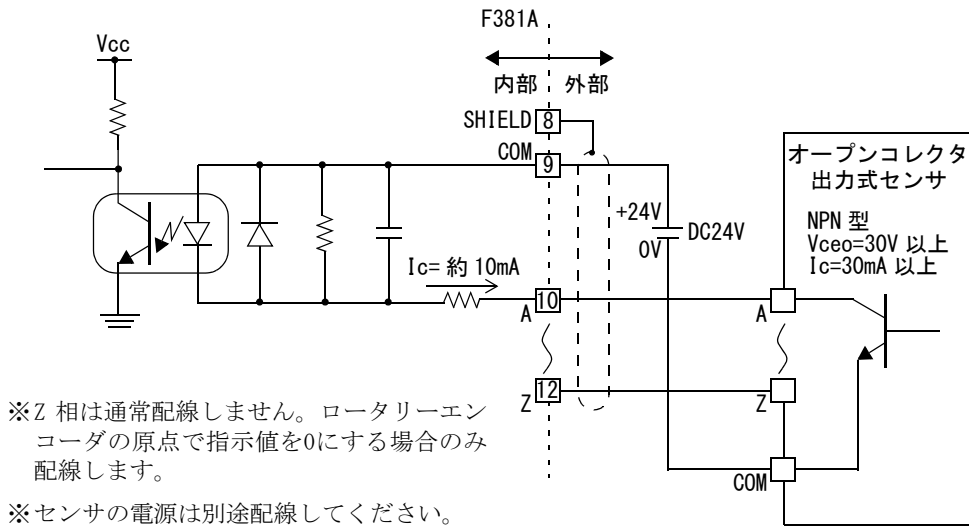 F381A
Vcc
内部 外部
SHIELD 8
COM 9
オープンコレクタ
出力式センサ
+24V
0V
DC24V
NPN 型
Vceo=30V 以上
Ic=30mA 以上
Ic= 約 10mA
10
A
A
12
Z
Z
COM
※Z 相は通常配線しません。ロータリーエン
コーダの原点で指示値を0にする場合のみ
配線します。
※センサの電源は別途配線してください。